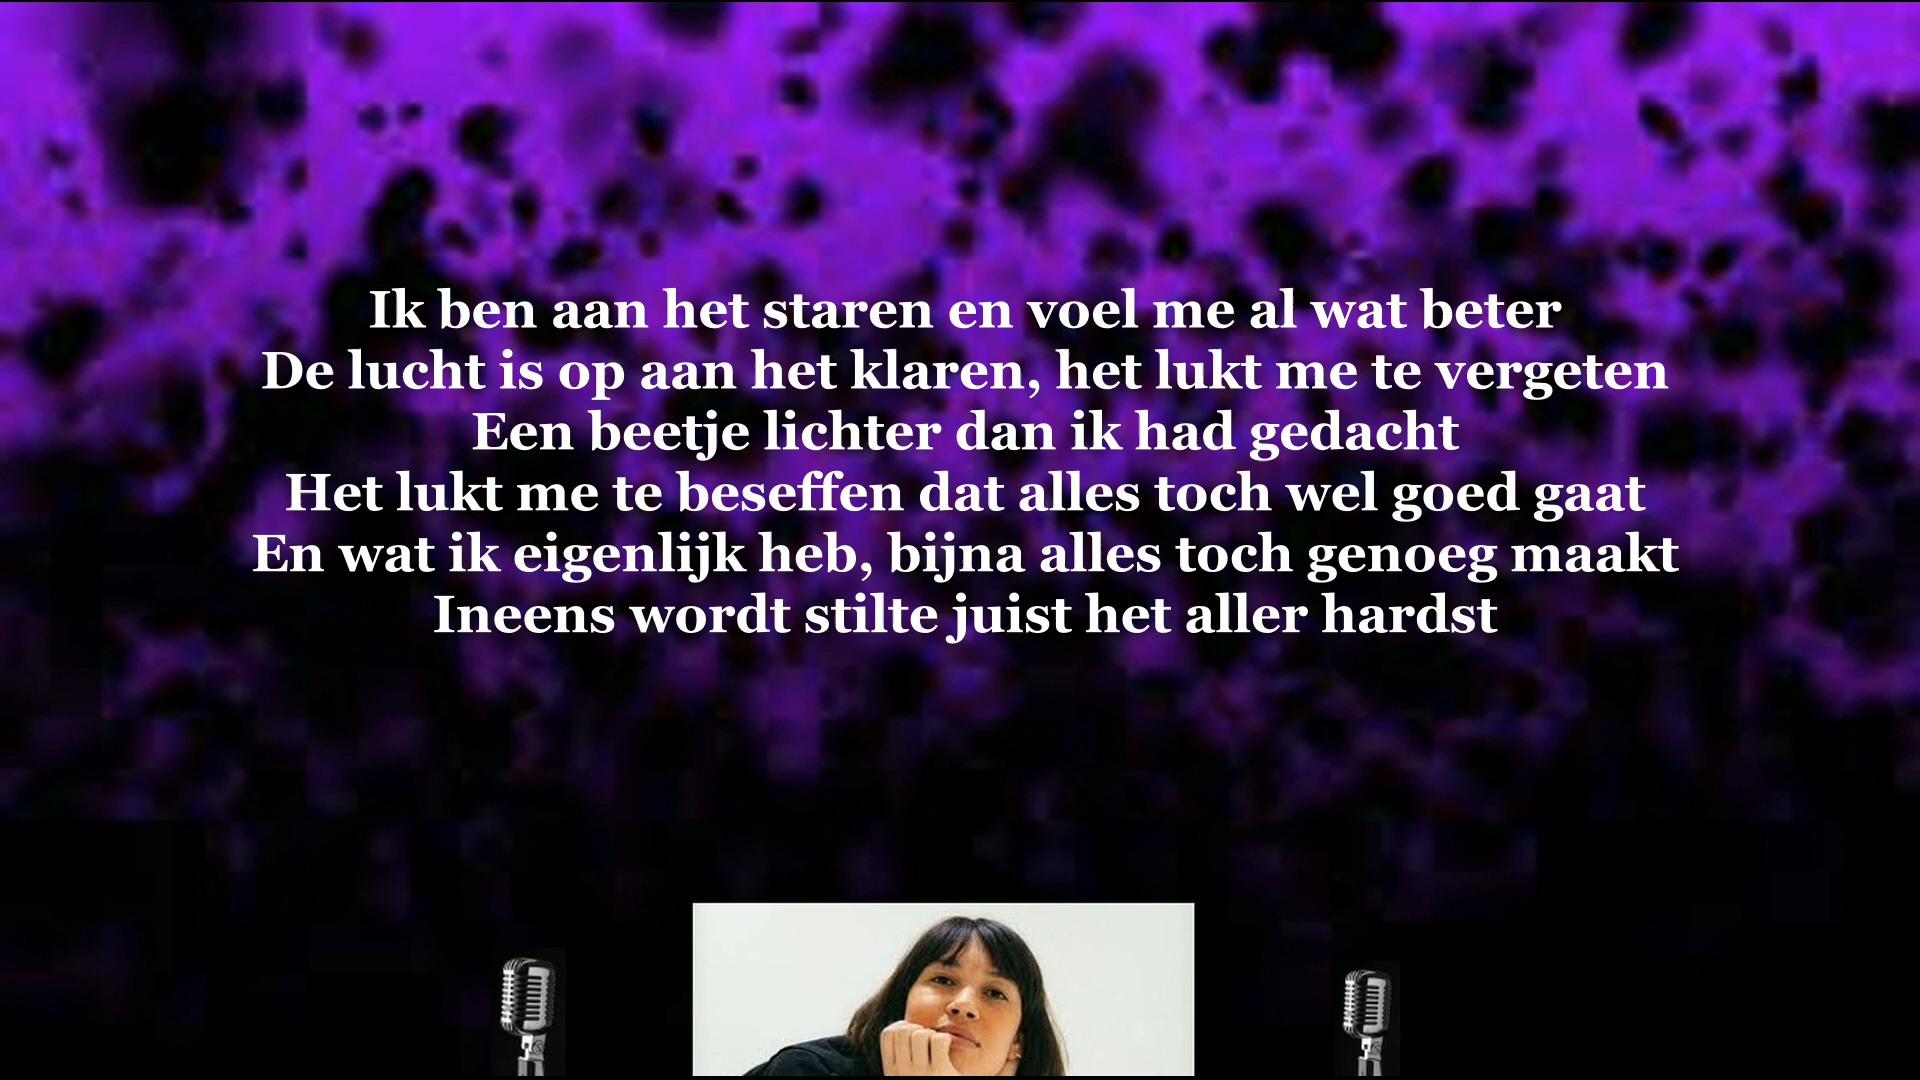 Ik ben aan het staren en voel me al wat beter
De lucht is op aan het klaren, het lukt me te vergeten
Een beetje lichter dan ik had gedacht
Het lukt me te beseffen dat alles toch wel goed gaat
En wat ik eigenlijk heb, bijna alles toch genoeg maakt
Ineens wordt stilte juist het aller hardst